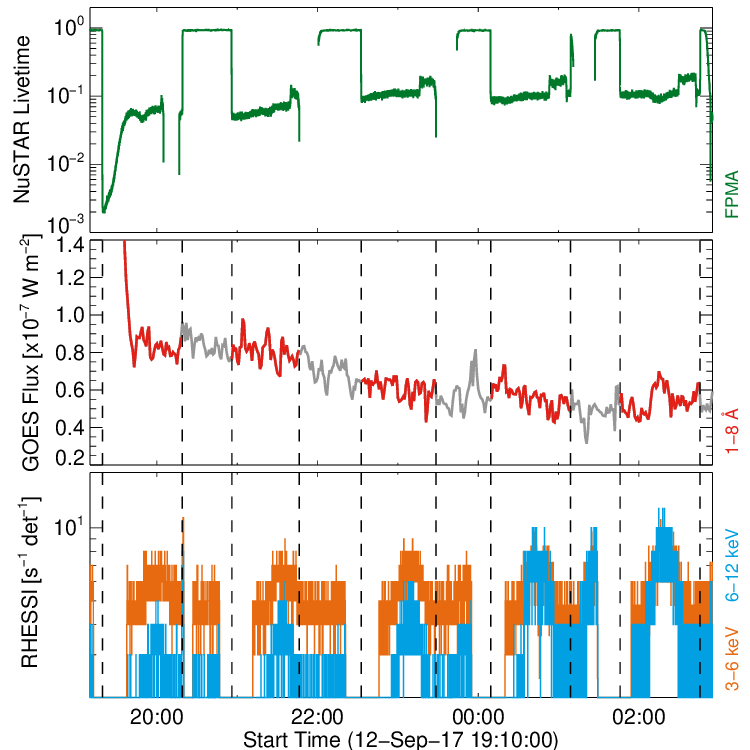 10⁰
10⁻¹
10⁻²
10⁻³
NuSTAR Livetime
FPMA
1.4
1.2
1.0
0.8
0.6
0.4
0.2
GOES Flux [x10⁻⁷ W m⁻²]
1−8 Å
10¹
RHESSI [s⁻¹ det⁻¹]
3−6 keV
6−12 keV
20:00
22:00
00:00
02:00
Start Time (12−Sep−17 19:10:00)